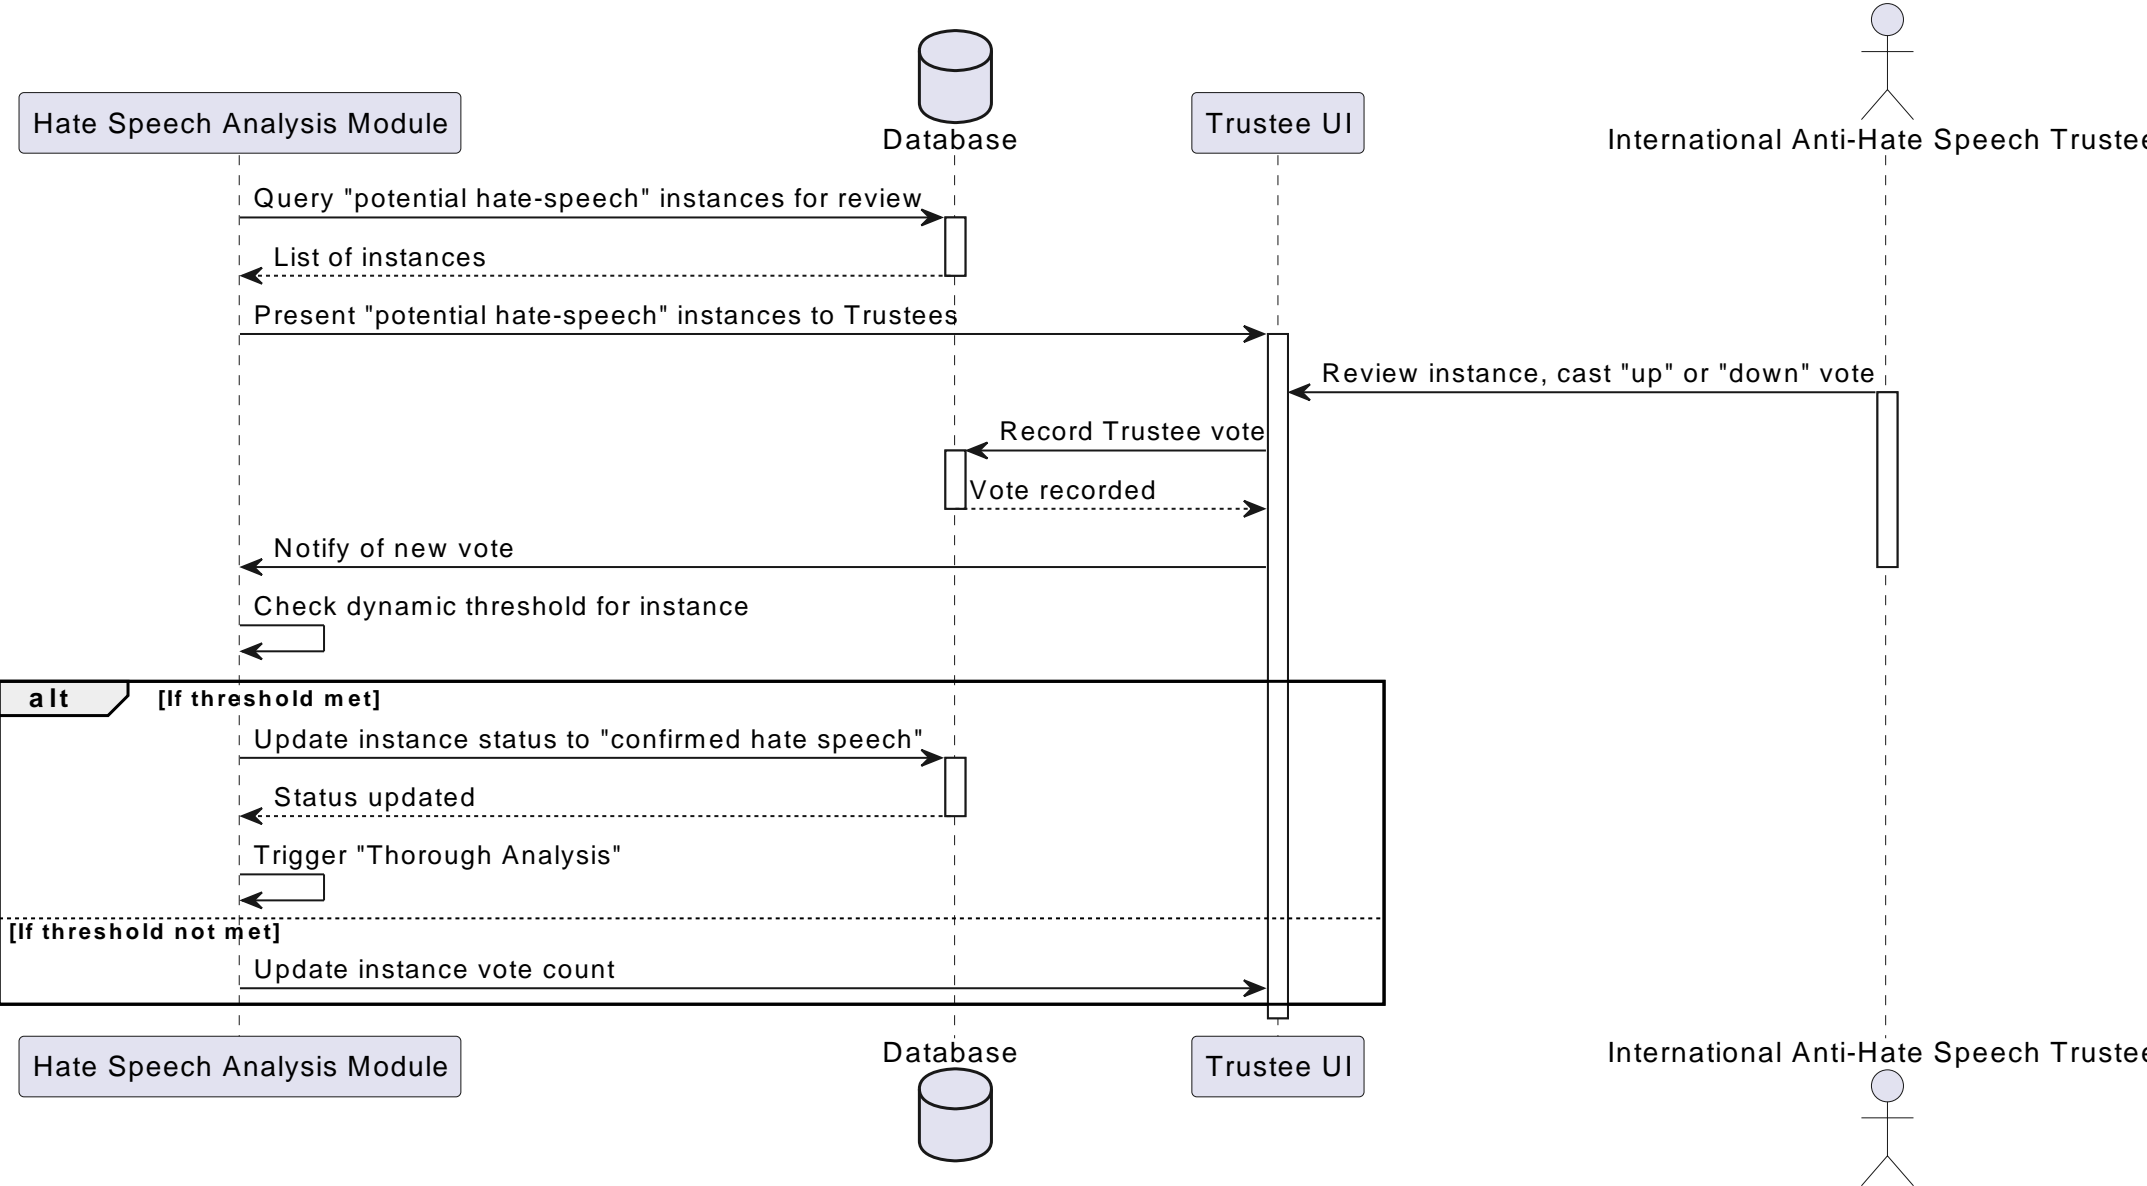 Hate Speech Analysis Module
Database
Trustee UI
International Anti-Hate Speech Trustee
Query "potential hate-speech" instances for review
List of instances
Present "potential hate-speech" instances to Trustees
Review instance, cast "up" or "down" vote
Record Trustee vote
Vote recorded
Notify of new vote
Check dynamic threshold for instance
alt [If threshold met]
Update instance status to "confirmed hate speech"
Status updated
Trigger "Thorough Analysis"
[If threshold not met]
Update instance vote count
Hate Speech Analysis Module
Database
Trustee UI
International Anti-Hate Speech Trustee